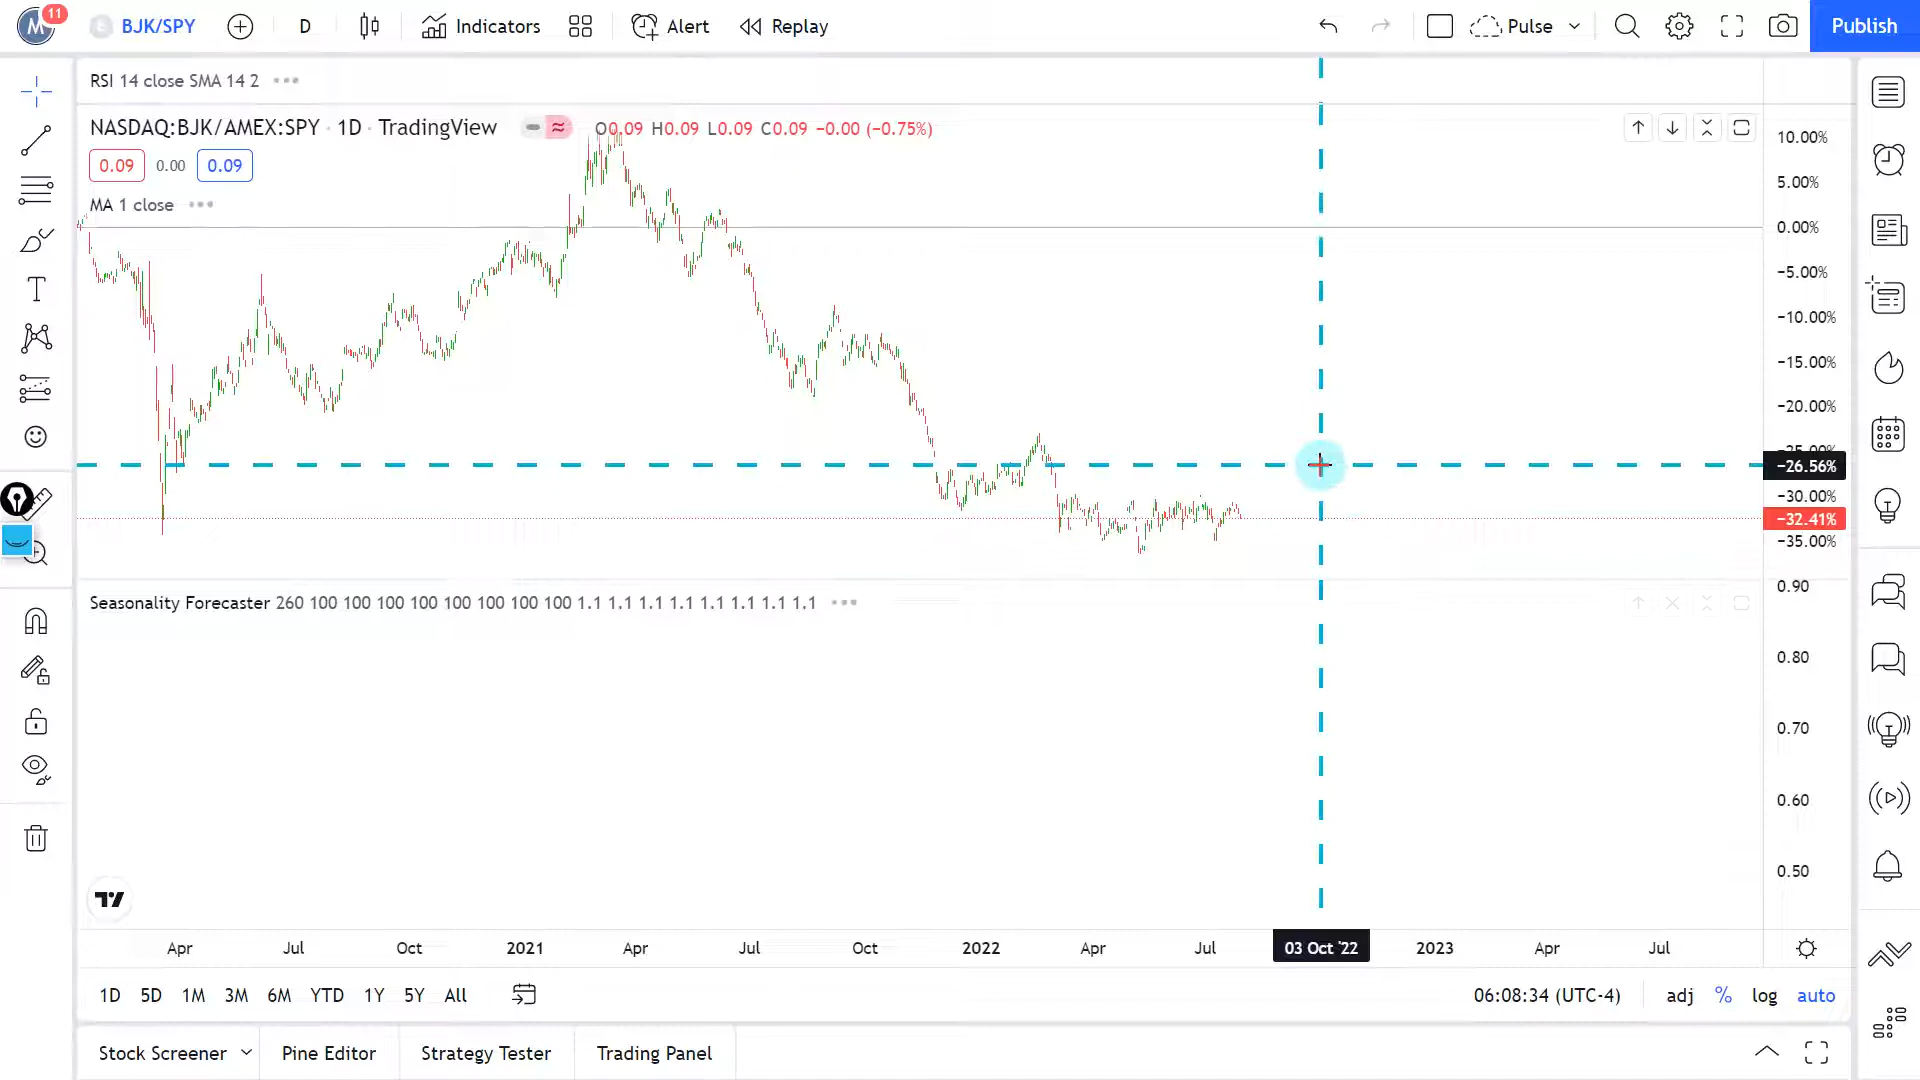 M 11 BJK/SPY D Indicators Alert Replay Pulse Publish
RSI 14 close SMA 14 2
NASDAQ:BJK/AMEX:SPY · 1D · TradingView O0.09 H0.09 L0.09 C0.09 −0.00 (−0.75%)
0.09 0.00 0.09
MA 1 close
10.00%
5.00%
0.00%
−5.00%
−10.00%
−15.00%
−20.00%
−25.00%
−26.56%
−30.00%
−32.41%
−35.00%
Seasonality Forecaster 260 100 100 100 100 100 100 100 100 1.1 1.1 1.1 1.1 1.1 1.1 1.1 1.1
0.90
0.80
0.70
0.60
0.50
Apr Jul Oct 2021 Apr Jul Oct 2022 Apr Jul 03 Oct '22 2023 Apr Jul
1D 5D 1M 3M 6M YTD 1Y 5Y All 06:08:34 (UTC-4) adj % log auto
Stock Screener Pine Editor Strategy Tester Trading Panel